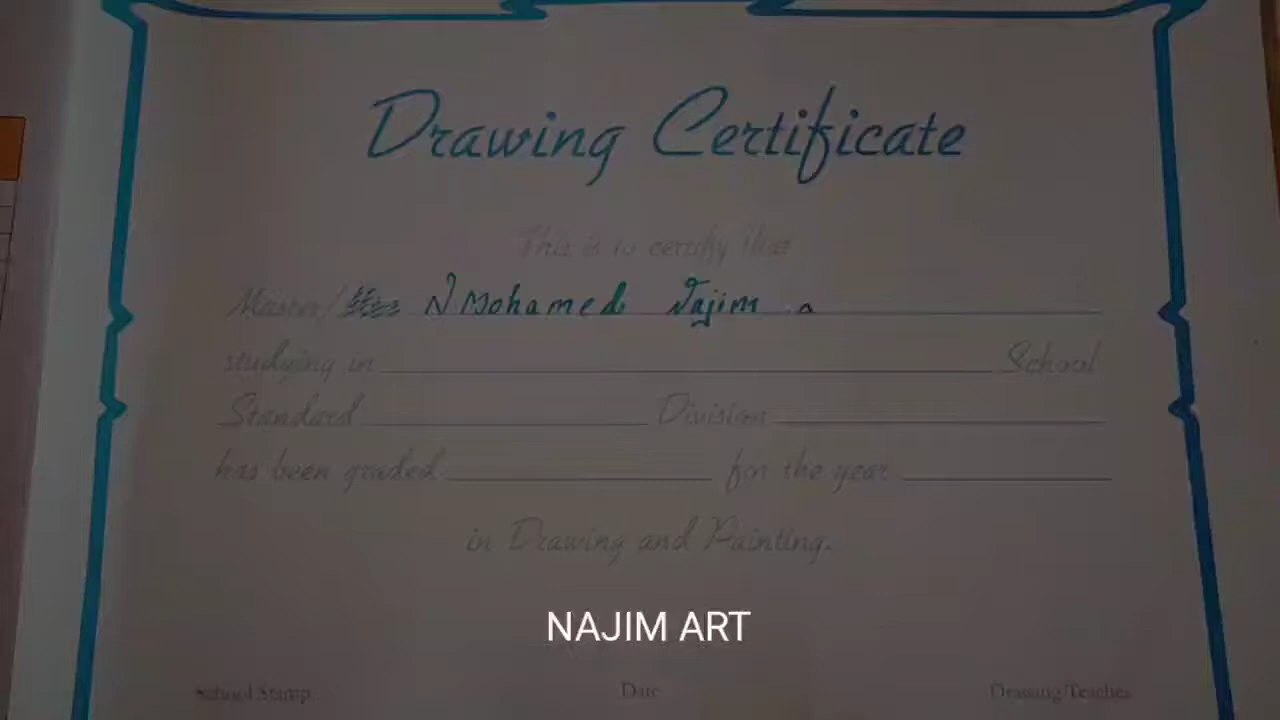 Drawing Certificate
This is to certify that
Master/Miss N Mohamed Najim .
studying in School
Standard Division
has been graded for the year
in Drawing and Painting.
NAJIM ART
School Stamp Date Drawing Teacher